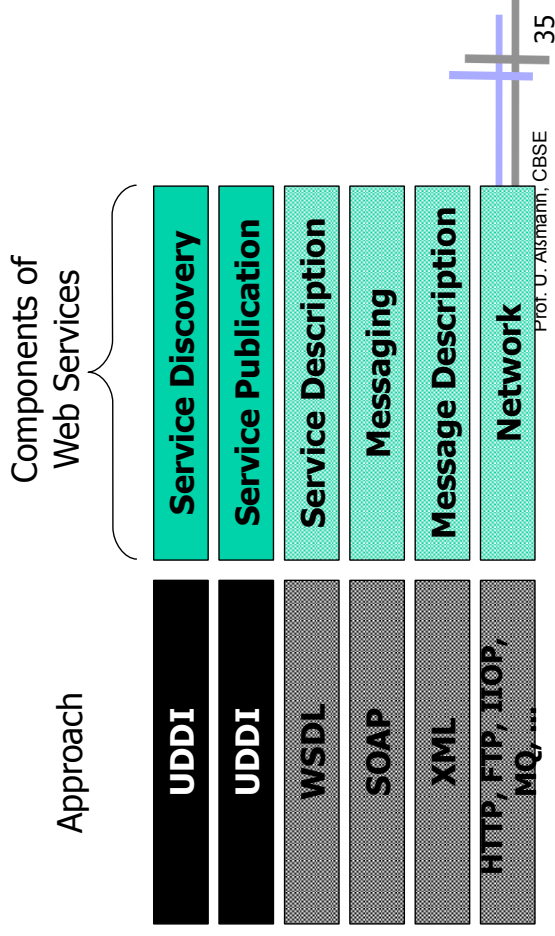 Approach
Components of
Web Services
UDDI
Service Discovery
UDDI
Service Publication
WSDL
Service Description
SOAP
Messaging
XML
Message Description
HTTP, FTP, IIOP,
MQ, ...
Network
Prof. U. Aßmann, CBSE
35